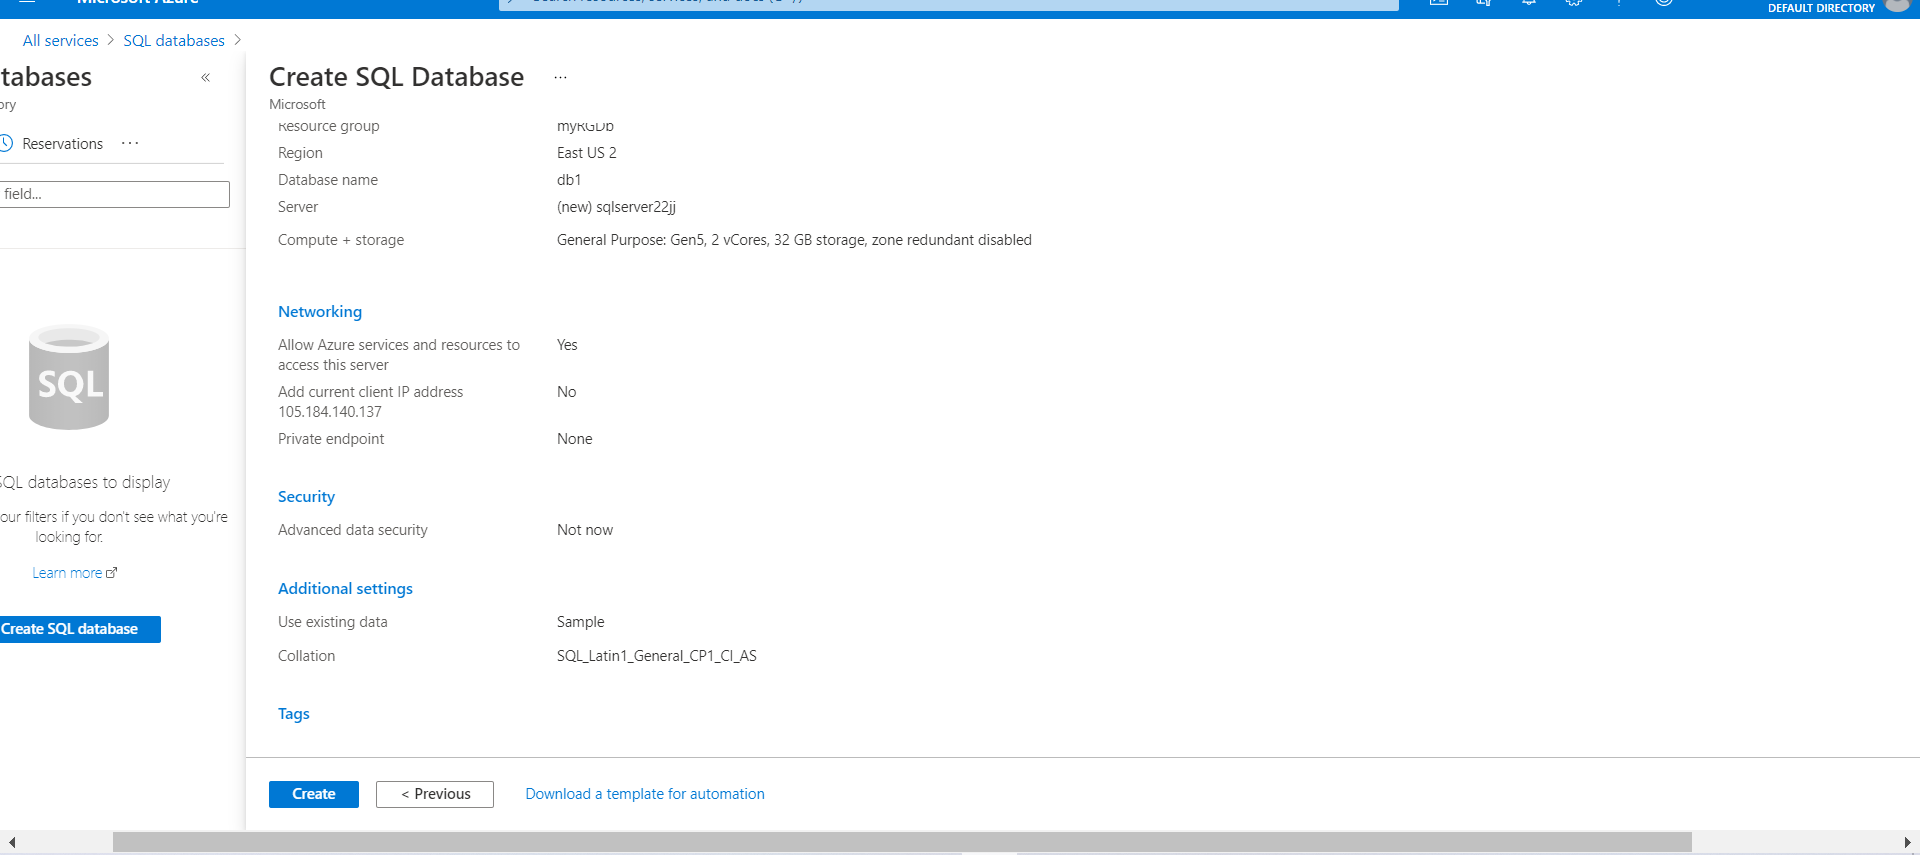 Microsoft Azure
DEFAULT DIRECTORY
All services > SQL databases >
tabases
«
ory
Reservations ...
field...
SQL
SQL databases to display
our filters if you don't see what you're
looking for.
Learn more
Create SQL database
Create SQL Database ...
Microsoft
Resource group myRGDb
Region East US 2
Database name db1
Server (new) sqlserver22jj
Compute + storage General Purpose: Gen5, 2 vCores, 32 GB storage, zone redundant disabled
Networking
Allow Azure services and resources to Yes
access this server
Add current client IP address No
105.184.140.137
Private endpoint None
Security
Advanced data security Not now
Additional settings
Use existing data Sample
Collation SQL_Latin1_General_CP1_CI_AS
Tags
Create
< Previous
Download a template for automation